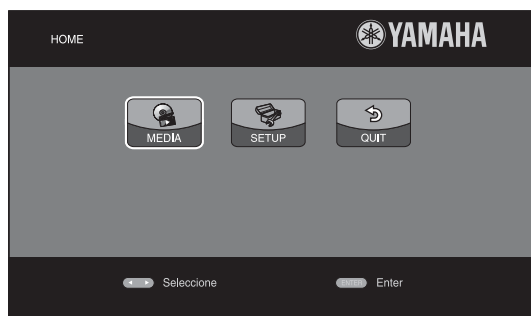 HOME
YAMAHA
MEDIA
SETUP
QUIT
Seleccione
ENTER Enter